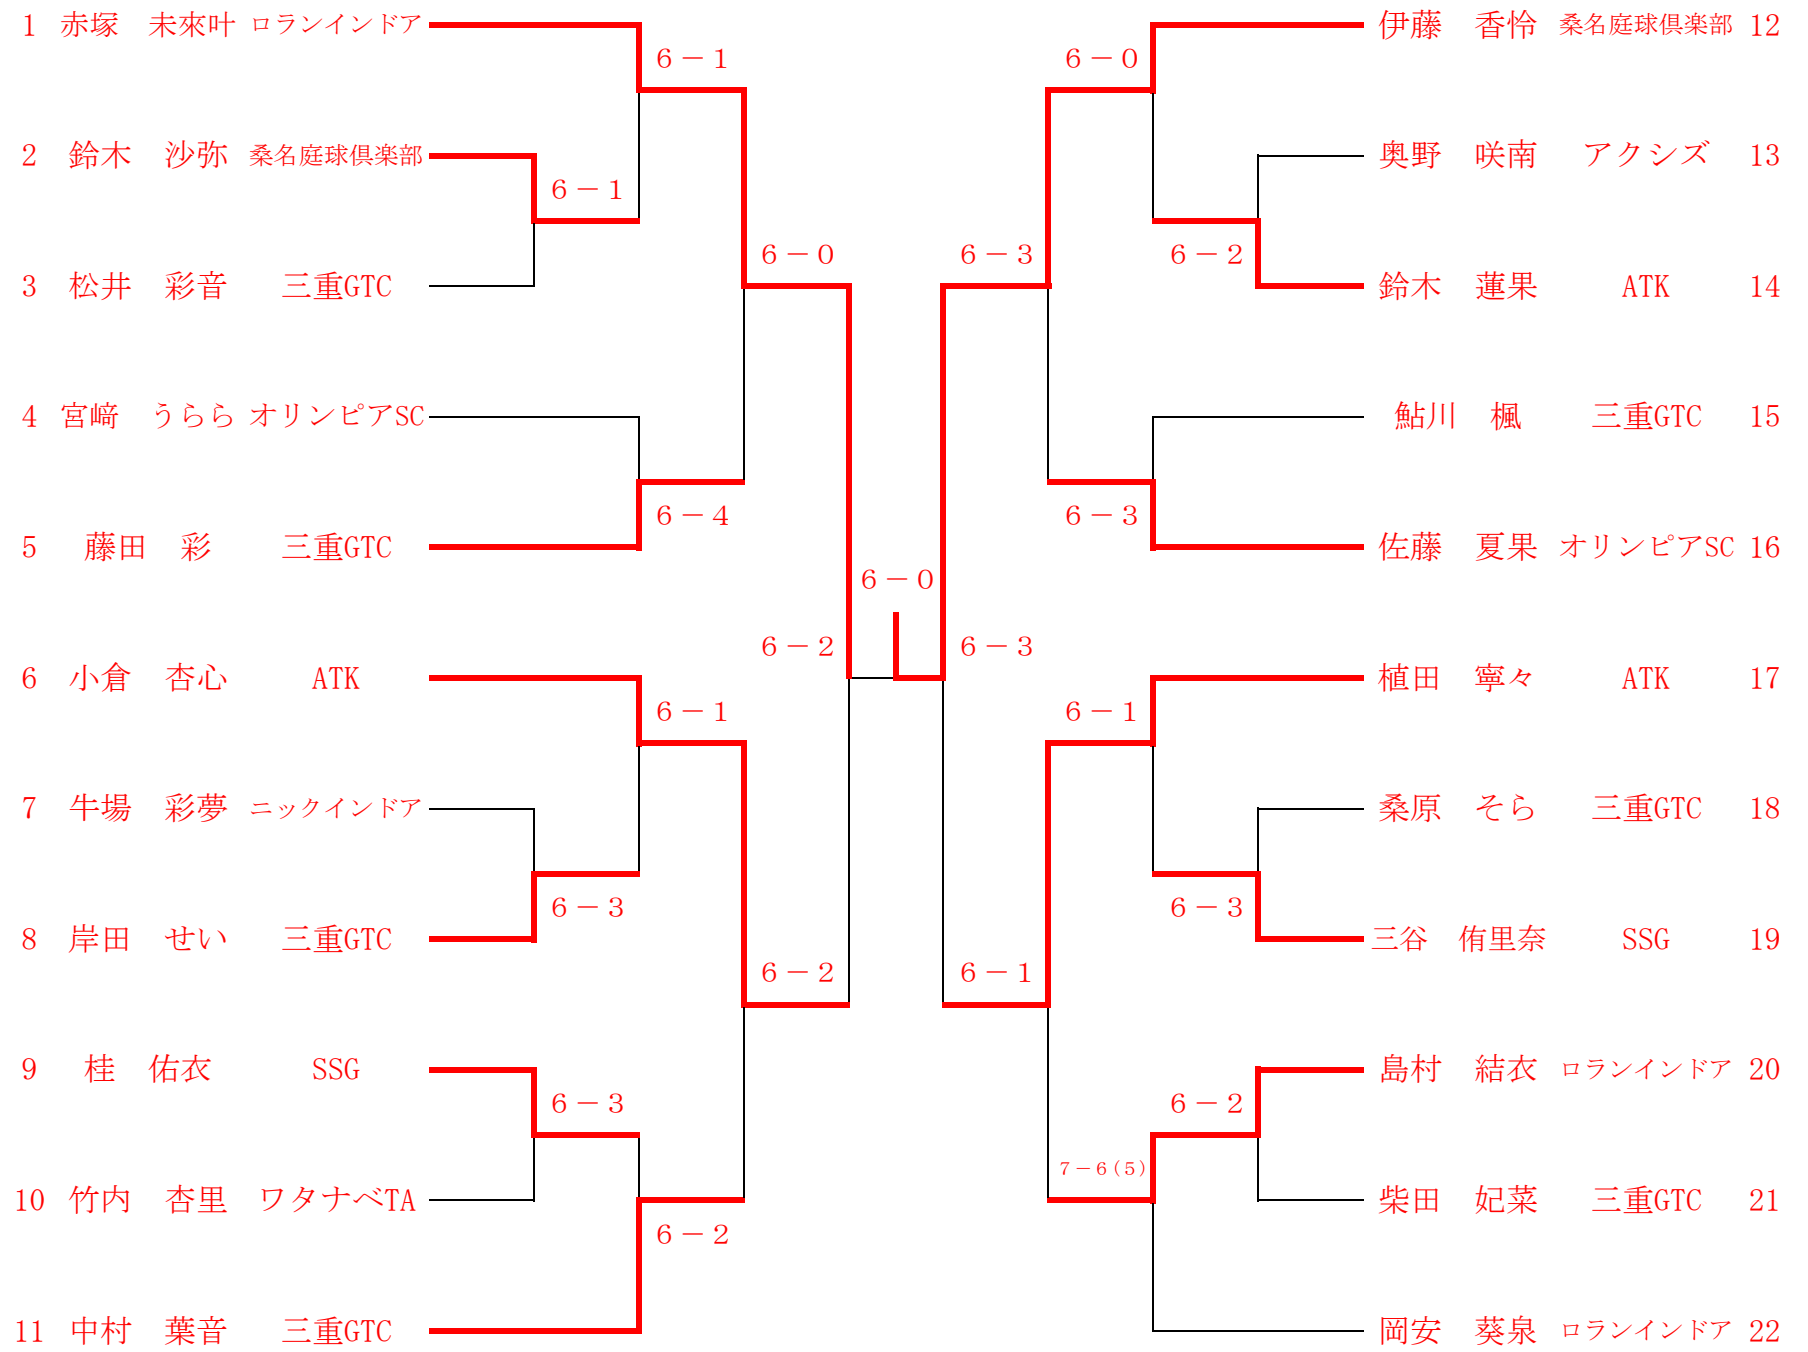 1 赤塚　未來叶 ロランインドア
6－1
2 鈴木　沙弥 桑名庭球倶楽部
6－1
6－0
3 松井　彩音 三重GTC
4 宮﨑　うらら オリンピアSC
6－4
5 藤田　彩 三重GTC
6－2
6 小倉　杏心 ATK
6－1
7 牛場　彩夢 ニックインドア
6－3
8 岸田　せい 三重GTC
6－2
9 桂　佑衣 SSG
6－3
10 竹内　杏里 ワタナベTA
6－2
11 中村　葉音 三重GTC
6－0
伊藤　香怜 桑名庭球倶楽部 12
6－0
奥野　咲南 アクシズ 13
6－3
6－2
鈴木　蓮果 ATK 14
鮎川　楓 三重GTC 15
6－3
佐藤　夏果 オリンピアSC 16
6－3
植田　寧々 ATK 17
6－1
桑原　そら 三重GTC 18
6－3
三谷　侑里奈 SSG 19
6－1
島村　結衣 ロランインドア 20
6－2
7－6(5)
柴田　妃菜 三重GTC 21
岡安　葵泉 ロランインドア 22